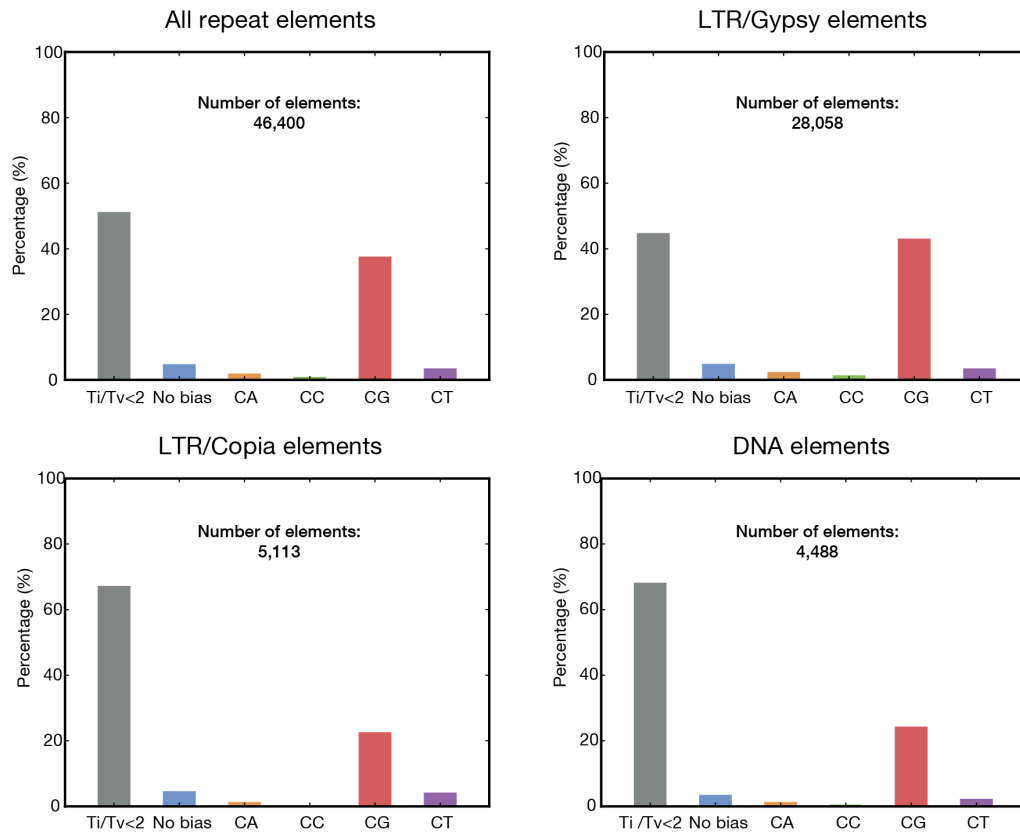 All repeat elements
Percentage (%)
100
80
60
40
20
0
Number of elements:
46,400
Ti/Tv<2 No bias CA CC CG CT
LTR/Gypsy elements
Percentage (%)
100
80
60
40
20
0
Number of elements:
28,058
Ti/Tv<2 No bias CA CC CG CT
LTR/Copia elements
Percentage (%)
100
80
60
40
20
0
Number of elements:
5,113
Ti/Tv<2 No bias CA CC CG CT
DNA elements
Percentage (%)
100
80
60
40
20
0
Number of elements:
4,488
Ti /Tv<2 No bias CA CC CG CT